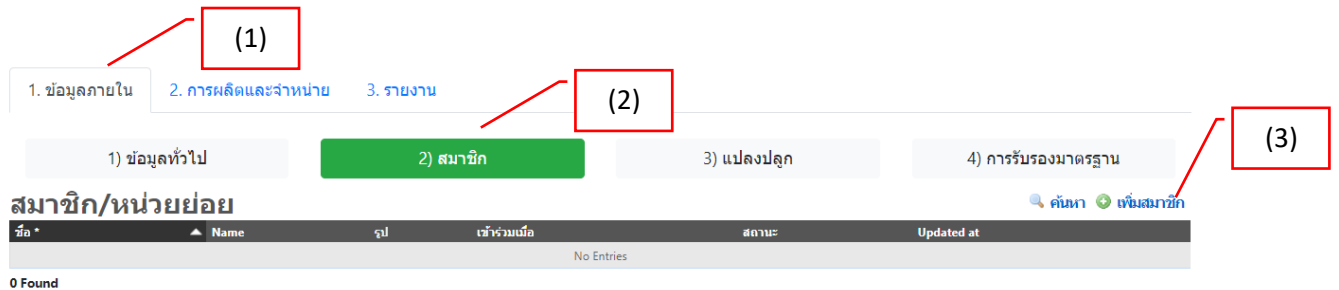 (1)
1. ข้อมูลภายใน 2. การผลิตและจำหน่าย 3. รายงาน
(2)
(3)
1) ข้อมูลทั่วไป 2) สมาชิก 3) แปลงปลูก 4) การรับรองมาตรฐาน
สมาชิก/หน่วยย่อย
ค้นหา เพิ่มสมาชิก
ชื่อ * Name รูป เข้าร่วมเมื่อ สถานะ Updated at
No Entries
0 Found